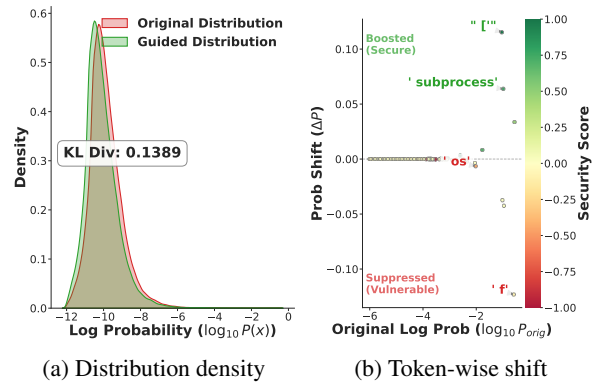 Original Distribution
Guided Distribution
KL Div: 0.1389
Density
0.6
0.5
0.4
0.3
0.2
0.1
0.0
−12 −10 −8 −6 −4 −2 0
Log Probability (log₁₀ P(x))
(a) Distribution density
Boosted
(Secure)
" ['"
' subprocess'
' os'
' f'
Suppressed
(Vulnerable)
Prob Shift (ΔP)
0.10
0.05
0.00
−0.05
−0.10
−6 −4 −2
Original Log Prob (log₁₀ Pₒᵣᵢg)
Security Score
1.00
0.75
0.50
0.25
0.00
−0.25
−0.50
−0.75
−1.00
(b) Token-wise shift